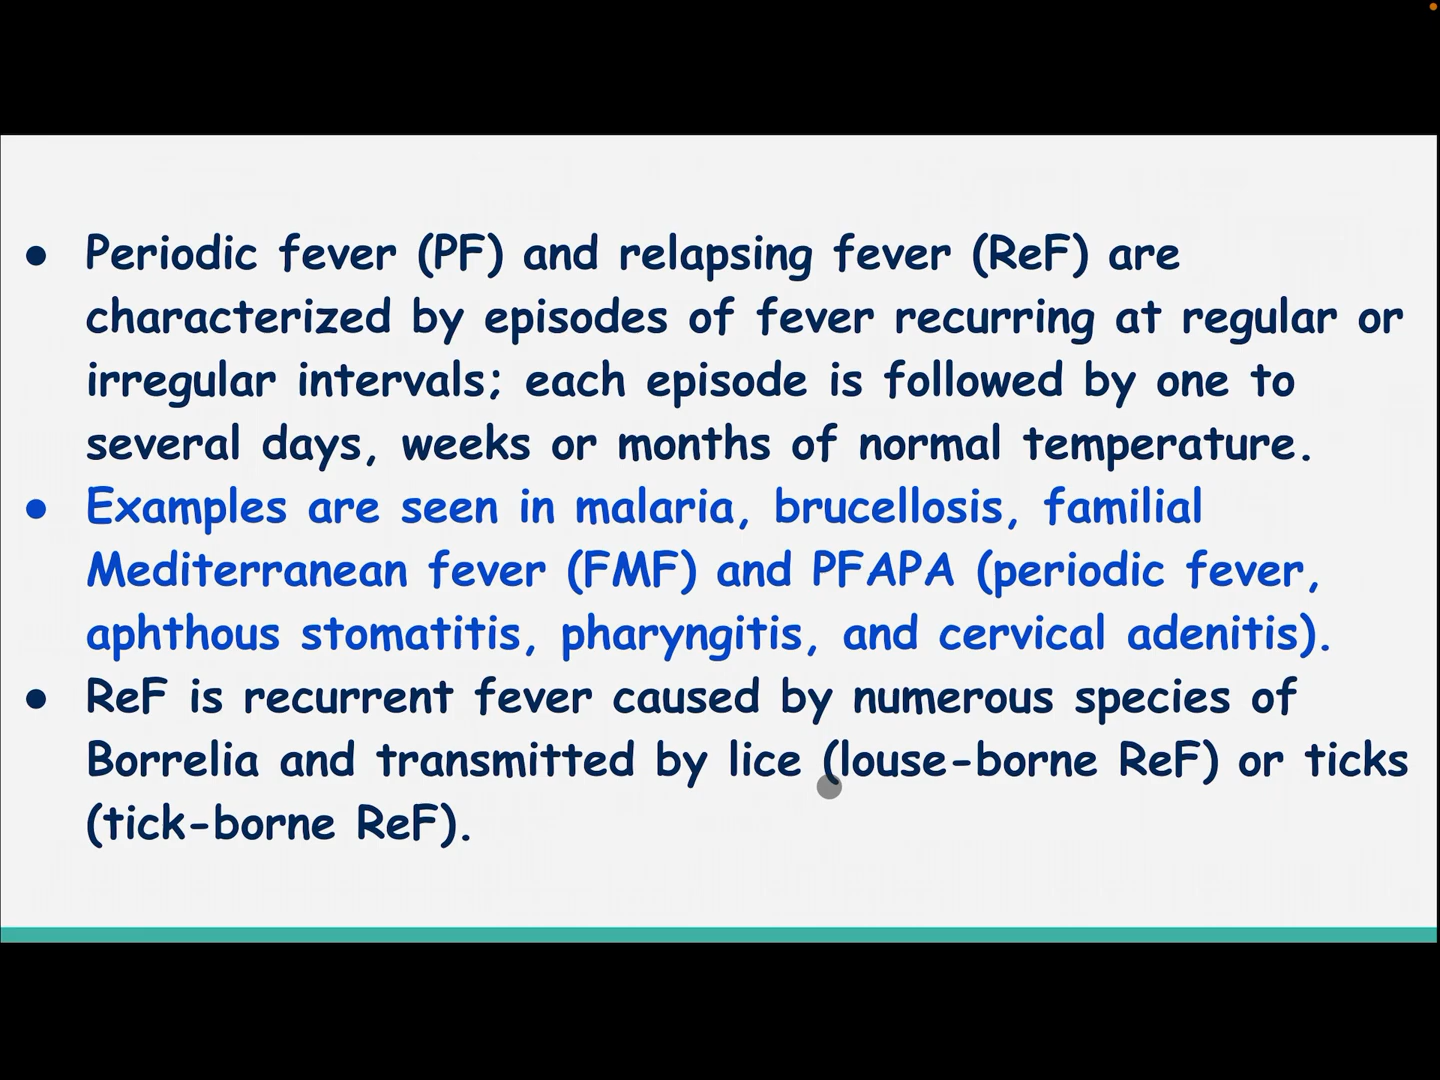 ● Periodic fever (PF) and relapsing fever (ReF) are
characterized by episodes of fever recurring at regular or
irregular intervals; each episode is followed by one to
several days, weeks or months of normal temperature.
● Examples are seen in malaria, brucellosis, familial
Mediterranean fever (FMF) and PFAPA (periodic fever,
aphthous stomatitis, pharyngitis, and cervical adenitis).
● ReF is recurrent fever caused by numerous species of
Borrelia and transmitted by lice (louse-borne ReF) or ticks
(tick-borne ReF).